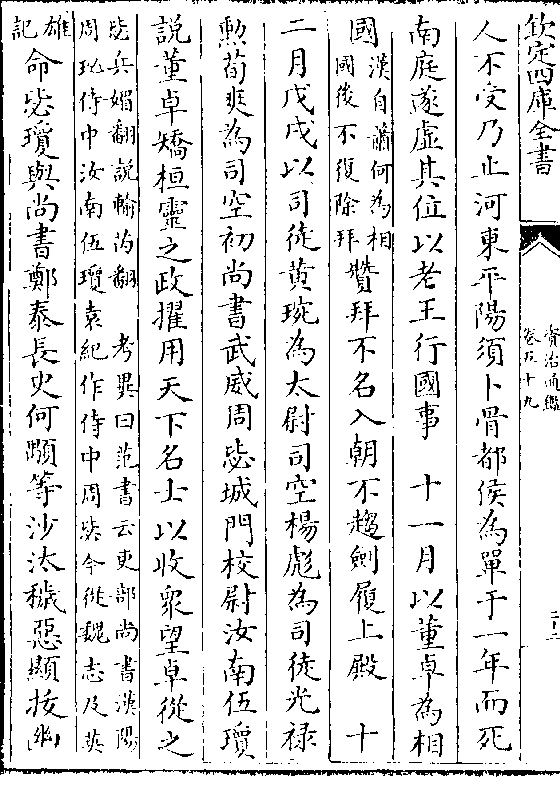 欽定四庫全書
資治通鑑
卷五十九
人不受乃止河東平陽須卜骨都侯為單于一年而死
南庭遂虛其位以老王行國事　十一月以董卓為相
國漢自蕭何為相國後不復除拜贊拜不名入朝不趨劍履上殿　十
二月戊戌以司徒黄琬為太尉司空楊彪為司徒光禄
勲荀爽為司空初尚書武威周毖城門校尉汝南伍瓊
說董卓矯桓靈之政擢用天下名士以收衆望卓從之
毖兵媚翻說輸芮翻　考異曰范書云吏部尚書漢陽
周珌侍中汝南伍瓊袁紀作侍中周毖今從魏志及英
雄記命毖瓊與尚書鄭泰長史何顒等沙汰穢惡顯拔幽